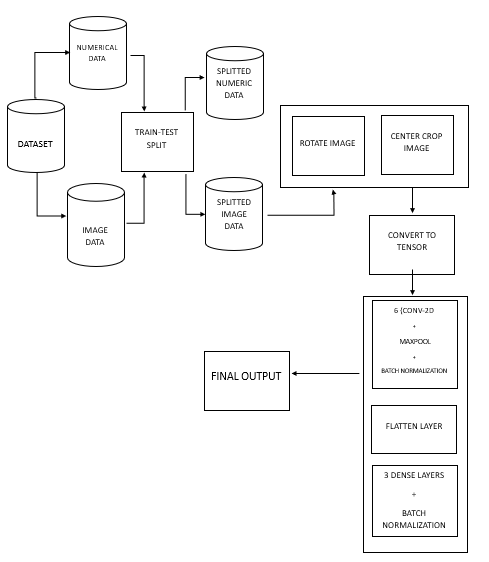 NUMERICAL
DATA
DATASET
IMAGE
DATA
TRAIN-TEST
SPLIT
SPLITTED
NUMERIC
DATA
SPLITTED
IMAGE
DATA
ROTATE IMAGE
CENTER CROP
IMAGE
CONVERT TO
TENSOR
6 (CONV-2D
+
MAXPOOL
+
BATCH NORMALIZATION
FLATTEN LAYER
3 DENSE LAYERS
+
BATCH
NORMALIZATION
FINAL OUTPUT